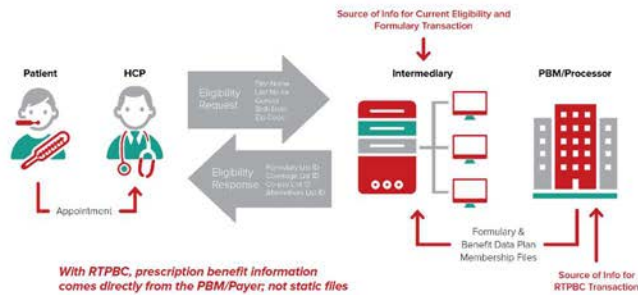 Source of Info for Current Eligibility and
Formulary Transaction
Patient
HCP
Intermediary
PBM/Processor
Eligibility
Request
First Name
Last Name
Gender
Birth Date
Zip Code
Eligibility
Response
Formulary List ID
Coverage List ID
Copay List ID
Alternatives List ID
Appointment
Formulary &
Benefit Data Plan
Membership Files
With RTPBC, prescription benefit information
comes directly from the PBM/Payer; not static files
Source of Info for
RTPBC Transaction